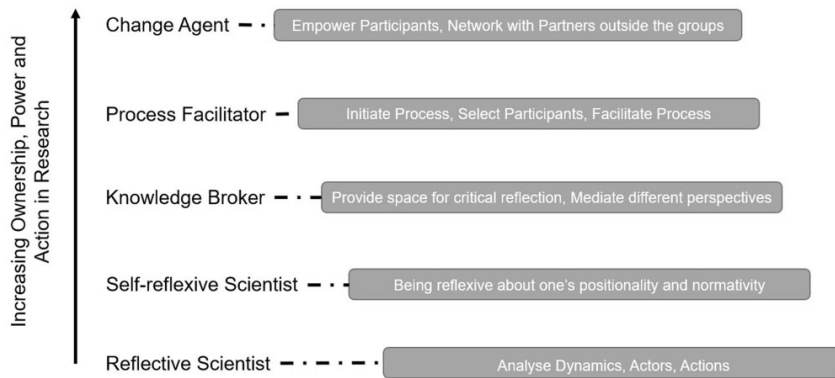 Increasing Ownership, Power and
Action in Research
Change Agent
Empower Participants, Network with Partners outside the groups
Process Facilitator
Initiate Process, Select Participants, Facilitate Process
Knowledge Broker
Provide space for critical reflection, Mediate different perspectives
Self-reflexive Scientist
Being reflexive about one's positionality and normativity
Reflective Scientist
Analyse Dynamics, Actors, Actions